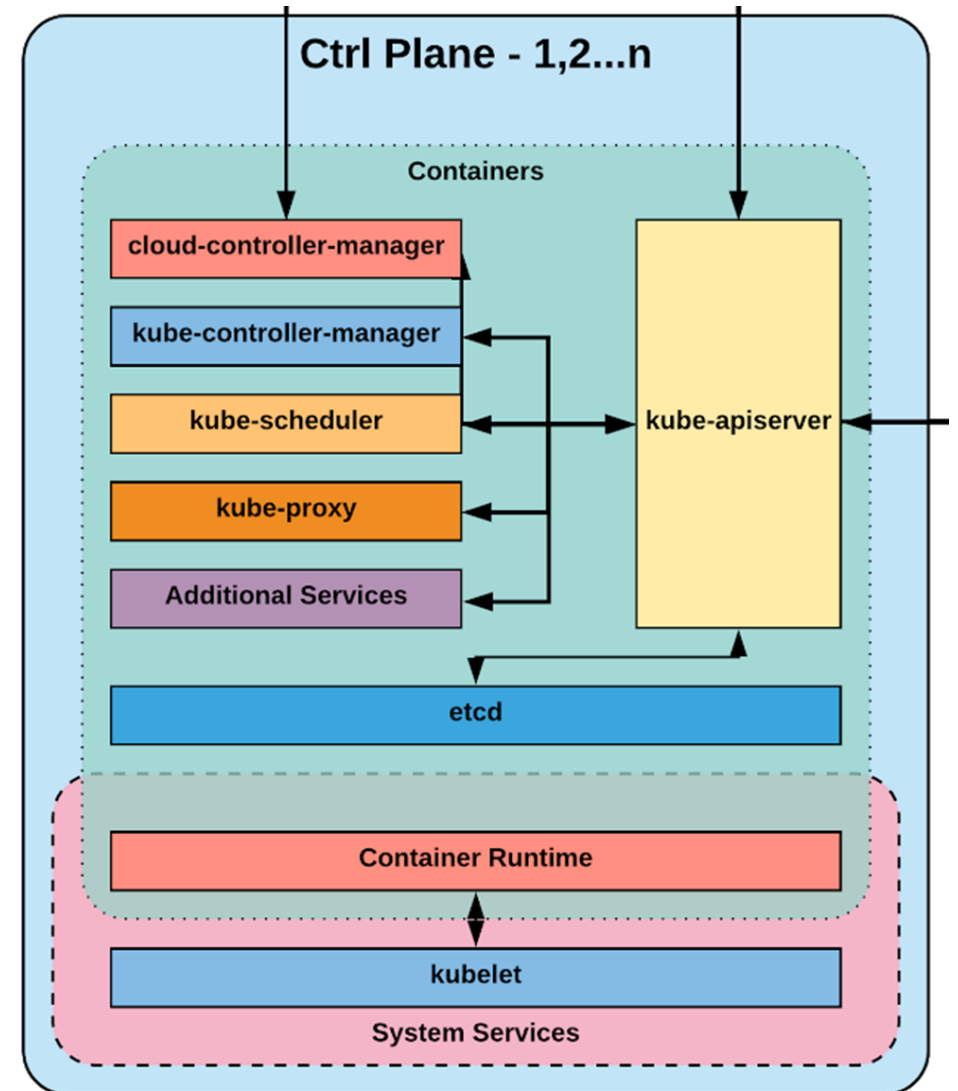 Ctrl Plane - 1,2...n
Containers
cloud-controller-manager
kube-controller-manager
kube-scheduler
kube-apiserver
kube-proxy
Additional Services
etcd
Container Runtime
kubelet
System Services